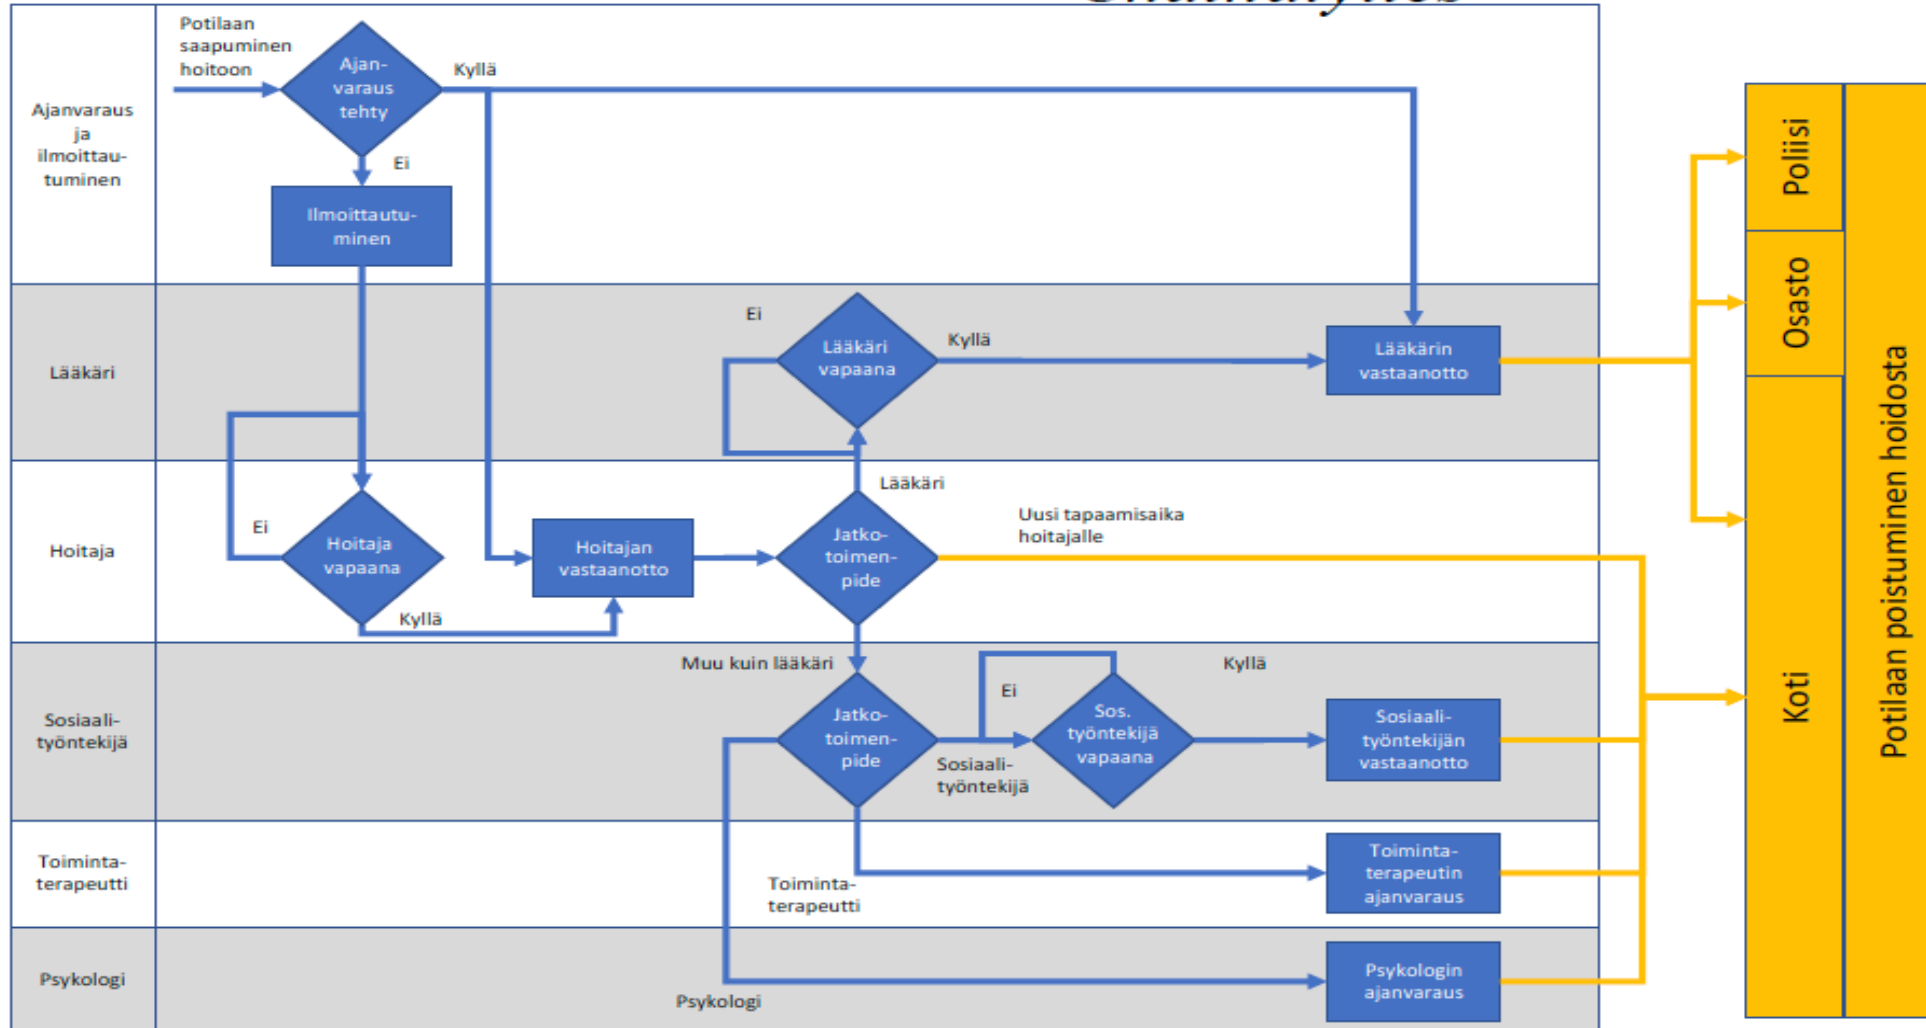 Potilaan
saapuminen
hoitoon
Ajan-
varaus
tehty
Kyllä
Ei
Ajanvaraus
ja
ilmoittau-
tuminen
Ilmoittautu-
minen
Lääkäri
Ei
Lääkäri
vapaana
Kyllä
Lääkärin
vastaanotto
Hoitaja
Ei
Hoitaja
vapaana
Kyllä
Hoitajan
vastaanotto
Lääkäri
Jatko-
toimen-
pide
Uusi tapaamisaika
hoitajalle
Muu kuin lääkäri
Sosiaali-
työntekijä
Jatko-
toimen-
pide
Sosiaali-
työntekijä
Ei
Sos.
työntekijä
vapaana
Kyllä
Sosiaali-
työntekijän
vastaanotto
Toiminta-
terapeutti
Toiminta-
terapeutti
Toiminta-
terapeutin
ajanvaraus
Psykologi
Psykologi
Psykologin
ajanvaraus
Poliisi
Osasto
Koti
Potilaan poistuminen hoidosta